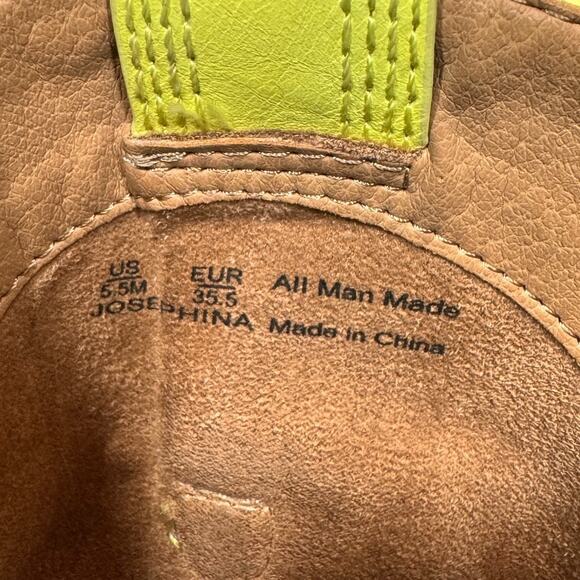 US EUR All Man Made
5.5M 35.5
JOSEPHINA Made in China